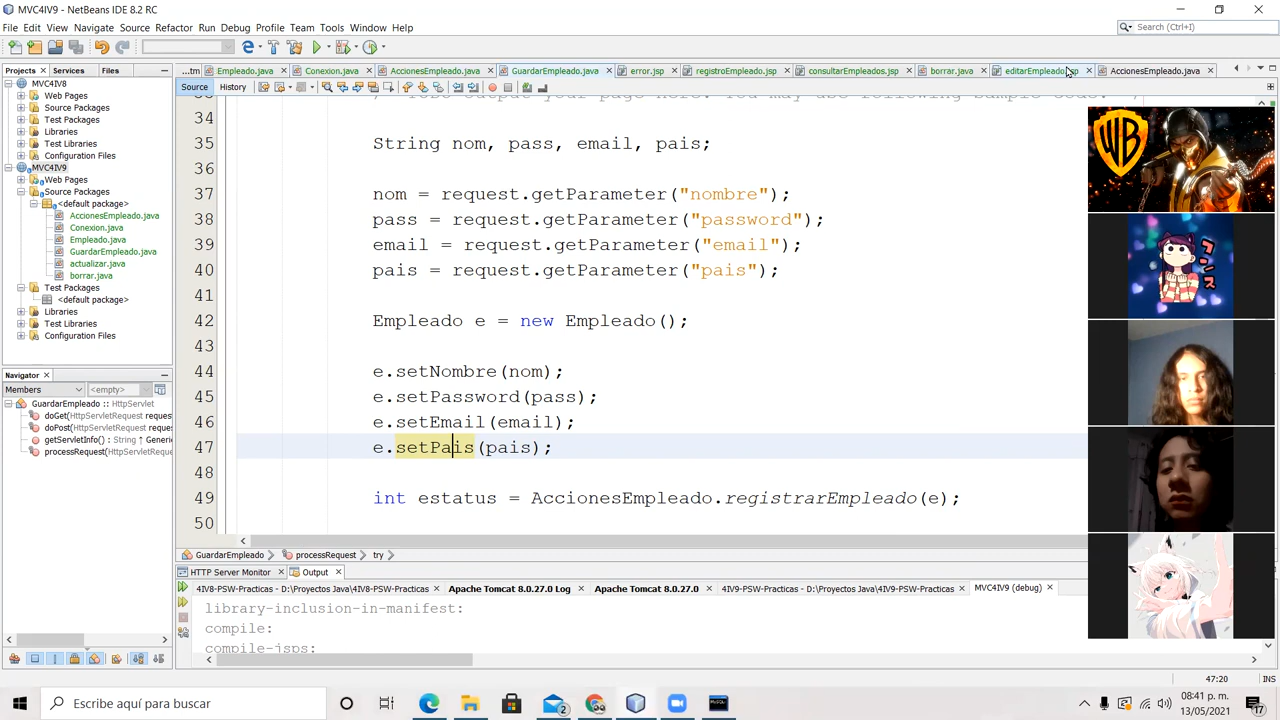 MVC4IV9 - NetBeans IDE 8.2 RC
File Edit View Navigate Source Refactor Run Debug Profile Team Tools Window Help
Search (Ctrl+I)
Projects Services Files
...tm Empleado.java Conexion.java AccionesEmpleado.java GuardarEmpleado.java error.jsp consultarEmpleados.jsp borrar.java AccionesEmpleado.java
Source History
MVC4IV8
Web Pages
Source Packages
Test Packages
Libraries
Configuration Files
MVC4IV9
Web Pages
Source Packages
<default package>
AccionesEmpleado.java
Conexion.java
Empleado.java
GuardarEmpleado.java
actualizar.java
borrar.java
Test Packages
<default package>
Libraries
Test Libraries
Configuration Files
Navigator
Members <empty>
GuardarEmpleado :: HttpServlet
doGet(HttpServletRequest reques
doPost(HttpServletRequest reque
getServletInfo() : String ↑ Generi
processRequest(HttpServletReque
34
35 String nom, pass, email, pais;
36
37 nom = request.getParameter("nombre");
38 pass = request.getParameter("password");
39 email = request.getParameter("email");
40 pais = request.getParameter("pais");
41
42 Empleado e = new Empleado();
43
44 e.setNombre(nom);
45 e.setPassword(pass);
46 e.setEmail(email);
47 e.setPais(pais);
48
49 int estatus = AccionesEmpleado.registrarEmpleado(e);
50
GuardarEmpleado processRequest try
HTTP Server Monitor Output
4IV8-PSW-Practicas - D:\Proyectos Java\4IV8-PSW-Practicas Apache Tomcat 8.0.27.0 Log Apache Tomcat 8.0.27.0 4IV9-PSW-Practicas - D:\Proyectos Java\4IV9-PSW-Practicas MVC4IV9 (debug)
library-inclusion-in-manifest:
compile:
compile-jsps:
47:20 INS
WB
コンス
Escribe aquí para buscar
2
08:41 p. m.
13/05/2021
17